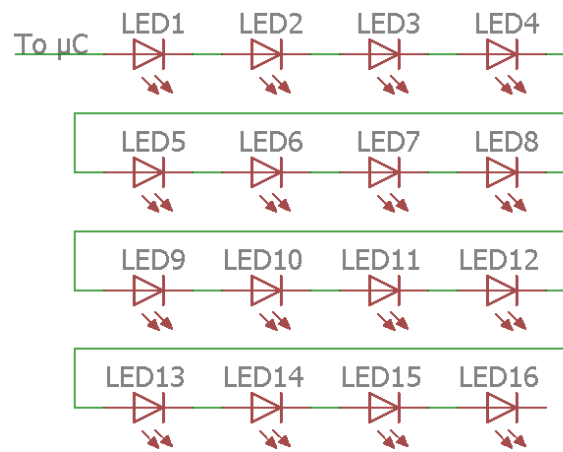 LED1 LED2 LED3 LED4
To µC
LED5 LED6 LED7 LED8
LED9 LED10 LED11 LED12
LED13 LED14 LED15 LED16